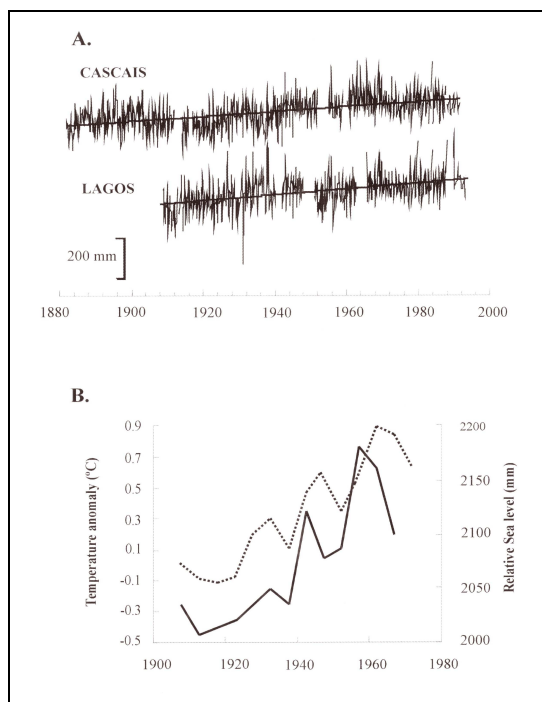 A.
CASCAIS
LAGOS
200 mm
1880 1900 1920 1940 1960 1980 2000
B.
Temperature anomaly (ºC)
0.9
0.7
0.5
0.3
0.1
-0.1
-0.3
-0.5
2200
2150
2100
2050
2000
Relative Sea level (mm)
1900 1920 1940 1960 1980